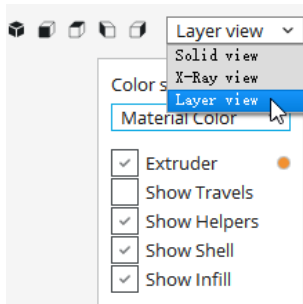 Layer view
Solid view
X-Ray view
Layer view
Color s
Material Color
Extruder
Show Travels
Show Helpers
Show Shell
Show Infill